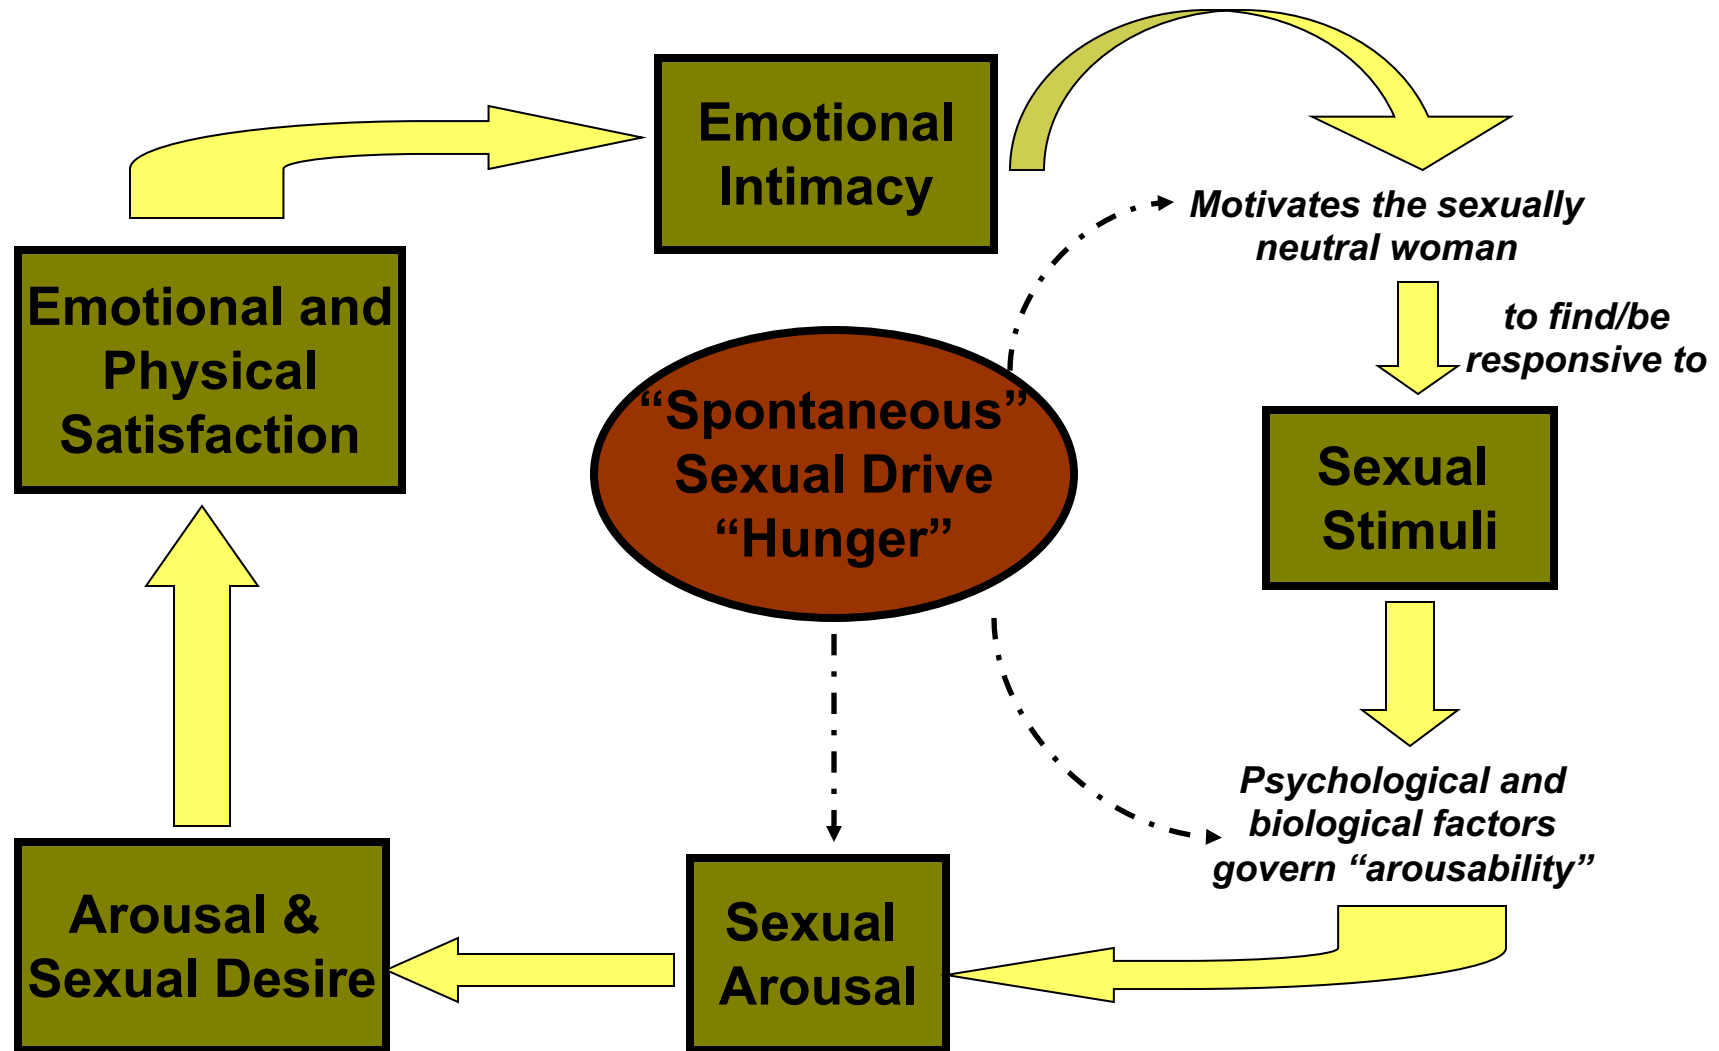 Emotional
Intimacy
Motivates the sexually
neutral woman
to find/be
responsive to
Emotional and
Physical
Satisfaction
“Spontaneous”
Sexual Drive
“Hunger”
Sexual
Stimuli
Psychological and
biological factors
govern “arousability”
Arousal &
Sexual Desire
Sexual
Arousal